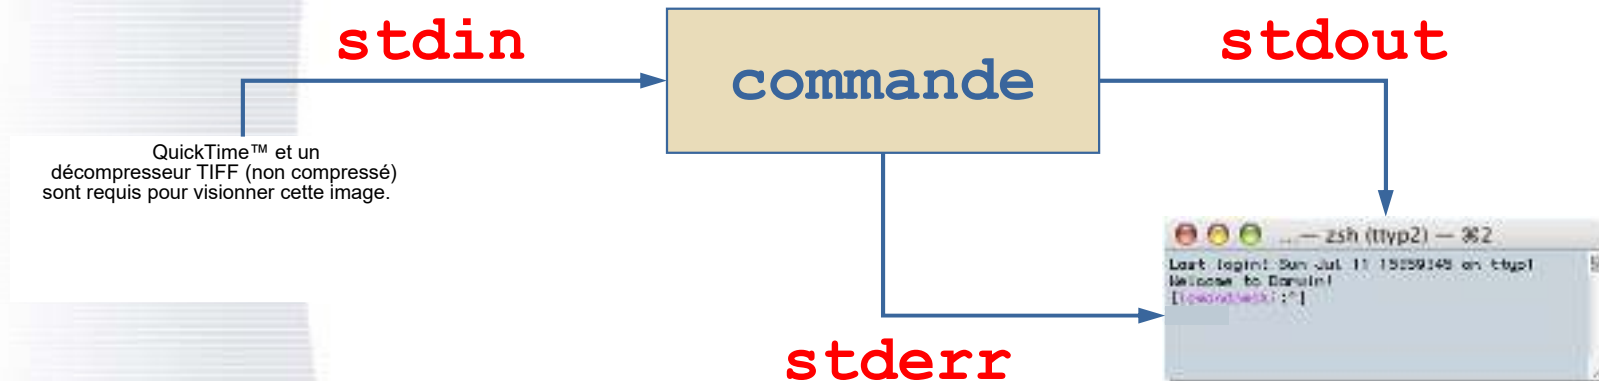 stdin
stdout
commande
QuickTime™ et un
décompresseur TIFF (non compressé)
sont requis pour visionner cette image.
...— zsh (ttyp2) — ⌘2
Last login: Sun Jul 11 on ttyp1
Welcome to Darwin!
stderr